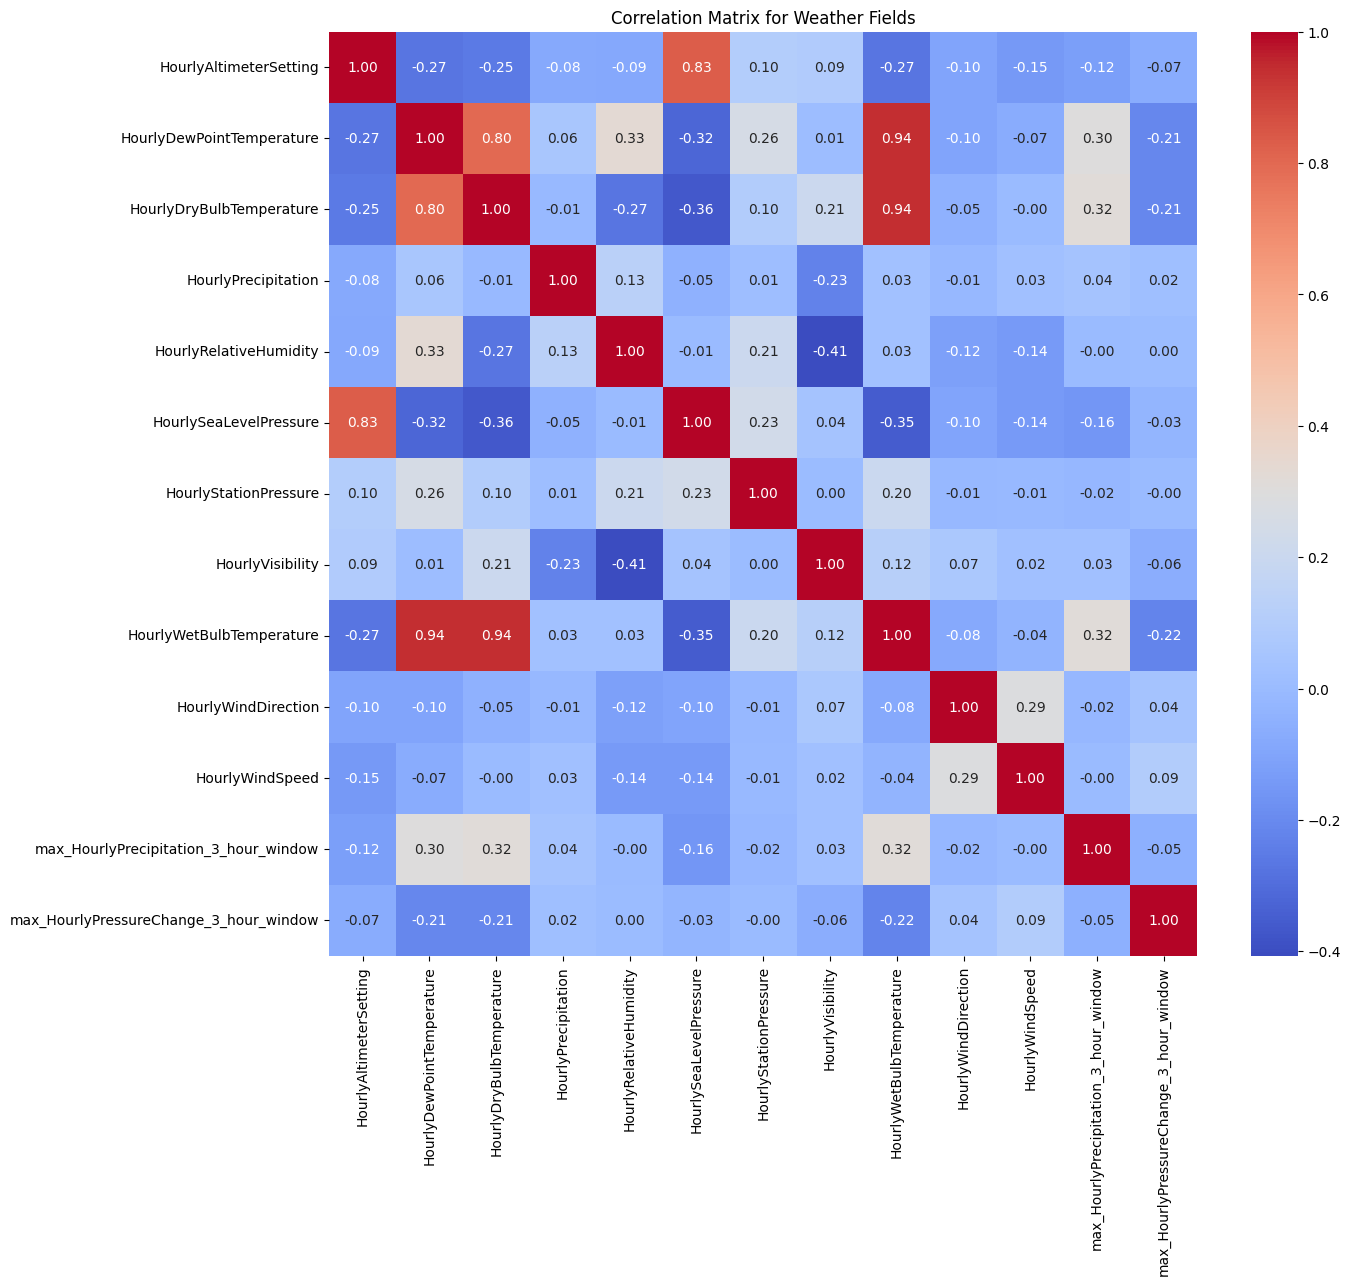 Correlation Matrix for Weather Fields
HourlyAltimeterSetting 1.00 -0.27 -0.25 -0.08 -0.09 0.83 0.10 0.09 -0.27 -0.10 -0.15 -0.12 -0.07
HourlyDewPointTemperature -0.27 1.00 0.80 0.06 0.33 -0.32 0.26 0.01 0.94 -0.10 -0.07 0.30 -0.21
HourlyDryBulbTemperature -0.25 0.80 1.00 -0.01 -0.27 -0.36 0.10 0.21 0.94 -0.05 -0.00 0.32 -0.21
HourlyPrecipitation -0.08 0.06 -0.01 1.00 0.13 -0.05 0.01 -0.23 0.03 -0.01 0.03 0.04 0.02
HourlyRelativeHumidity -0.09 0.33 -0.27 0.13 1.00 -0.01 0.21 -0.41 0.03 -0.12 -0.14 -0.00 0.00
HourlySeaLevelPressure 0.83 -0.32 -0.36 -0.05 -0.01 1.00 0.23 0.04 -0.35 -0.10 -0.14 -0.16 -0.03
HourlyStationPressure 0.10 0.26 0.10 0.01 0.21 0.23 1.00 0.00 0.20 -0.01 -0.01 -0.02 -0.00
HourlyVisibility 0.09 0.01 0.21 -0.23 -0.41 0.04 0.00 1.00 0.12 0.07 0.02 0.03 -0.06
HourlyWetBulbTemperature -0.27 0.94 0.94 0.03 0.03 -0.35 0.20 0.12 1.00 -0.08 -0.04 0.32 -0.22
HourlyWindDirection -0.10 -0.10 -0.05 -0.01 -0.12 -0.10 -0.01 0.07 -0.08 1.00 0.29 -0.02 0.04
HourlyWindSpeed -0.15 -0.07 -0.00 0.03 -0.14 -0.14 -0.01 0.02 -0.04 0.29 1.00 -0.00 0.09
max_HourlyPrecipitation_3_hour_window -0.12 0.30 0.32 0.04 -0.00 -0.16 -0.02 0.03 0.32 -0.02 -0.00 1.00 -0.05
max_HourlyPressureChange_3_hour_window -0.07 -0.21 -0.21 0.02 0.00 -0.03 -0.00 -0.06 -0.22 0.04 0.09 -0.05 1.00
HourlyAltimeterSetting
HourlyDewPointTemperature
HourlyDryBulbTemperature
HourlyPrecipitation
HourlyRelativeHumidity
HourlySeaLevelPressure
HourlyStationPressure
HourlyVisibility
HourlyWetBulbTemperature
HourlyWindDirection
HourlyWindSpeed
max_HourlyPrecipitation_3_hour_window
max_HourlyPressureChange_3_hour_window
1.0
0.8
0.6
0.4
0.2
0.0
−0.2
−0.4